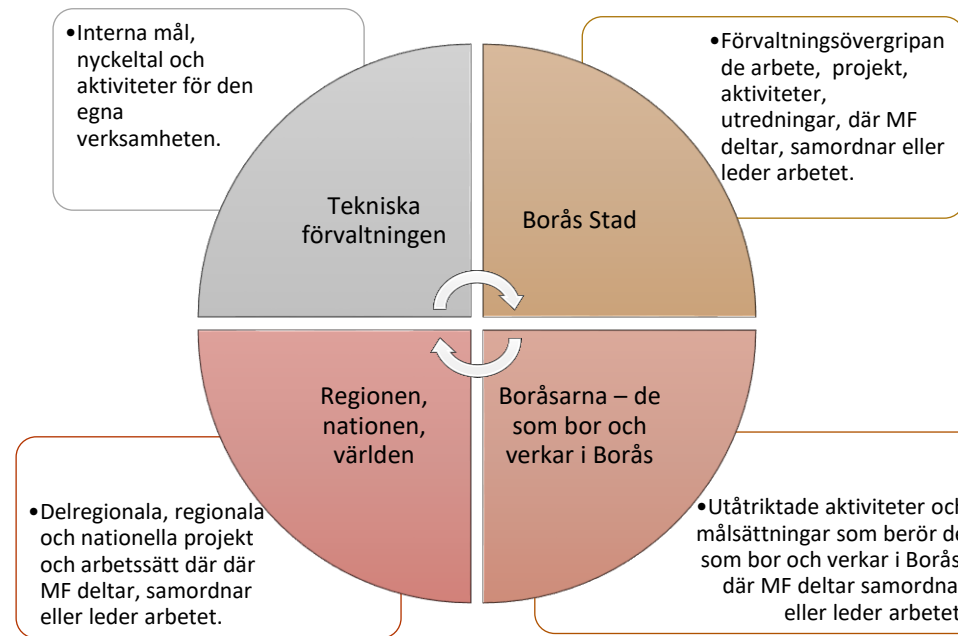 •Interna mål,
nyckeltal och
aktiviteter för den
egna
verksamheten.
•Förvaltningsövergripan
de arbete, projekt,
aktiviteter,
utredningar, där MF
deltar, samordnar eller
leder arbetet.
Tekniska
förvaltningen
Borås Stad
Regionen,
nationen,
världen
Boråsarna – de
som bor och
verkar i Borås
•Delregionala, regionala
och nationella projekt
och arbetssätt där där
MF deltar, samordnar
eller leder arbetet.
•Utåtriktade aktiviteter och
målsättningar som berör de
som bor och verkar i Borås
där MF deltar samordna
eller leder arbetet